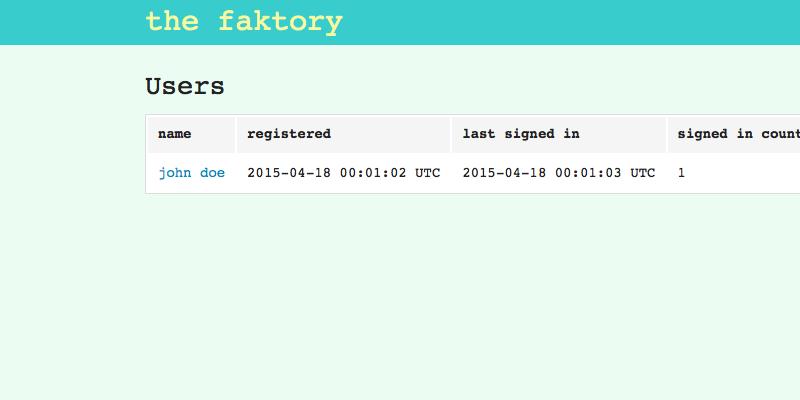 the faktory
Users
name registered last signed in signed in count
john doe 2015-04-18 00:01:02 UTC 2015-04-18 00:01:03 UTC 1